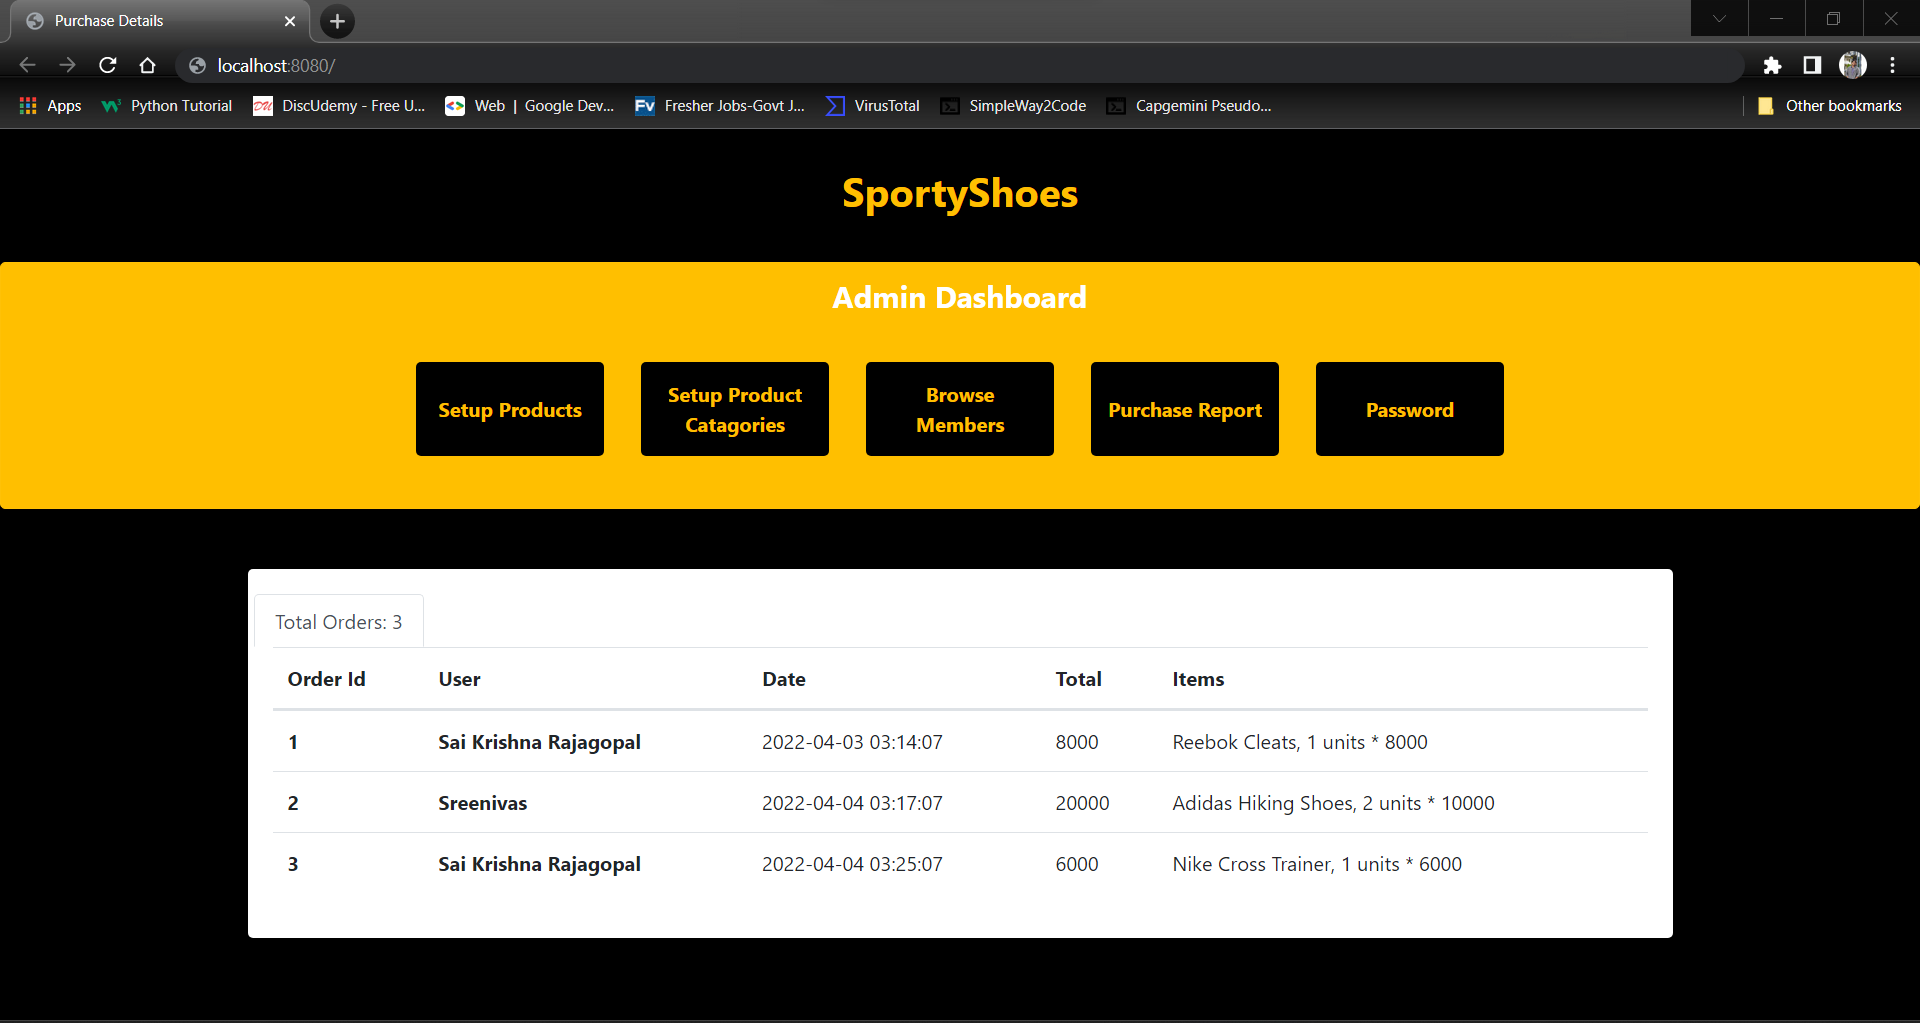 Purchase Details
localhost:8080/
Apps
Python Tutorial
DiscUdemy - Free U...
Web | Google Dev...
Fresher Jobs-Govt J...
VirusTotal
SimpleWay2Code
Capgemini Pseudo...
Other bookmarks
SportyShoes
Admin Dashboard
Setup Products
Setup Product
Catagories
Browse
Members
Purchase Report
Password
Total Orders: 3
Order Id User Date Total Items
1 Sai Krishna Rajagopal 2022-04-03 03:14:07 8000 Reebok Cleats, 1 units * 8000
2 Sreenivas 2022-04-04 03:17:07 20000 Adidas Hiking Shoes, 2 units * 10000
3 Sai Krishna Rajagopal 2022-04-04 03:25:07 6000 Nike Cross Trainer, 1 units * 6000